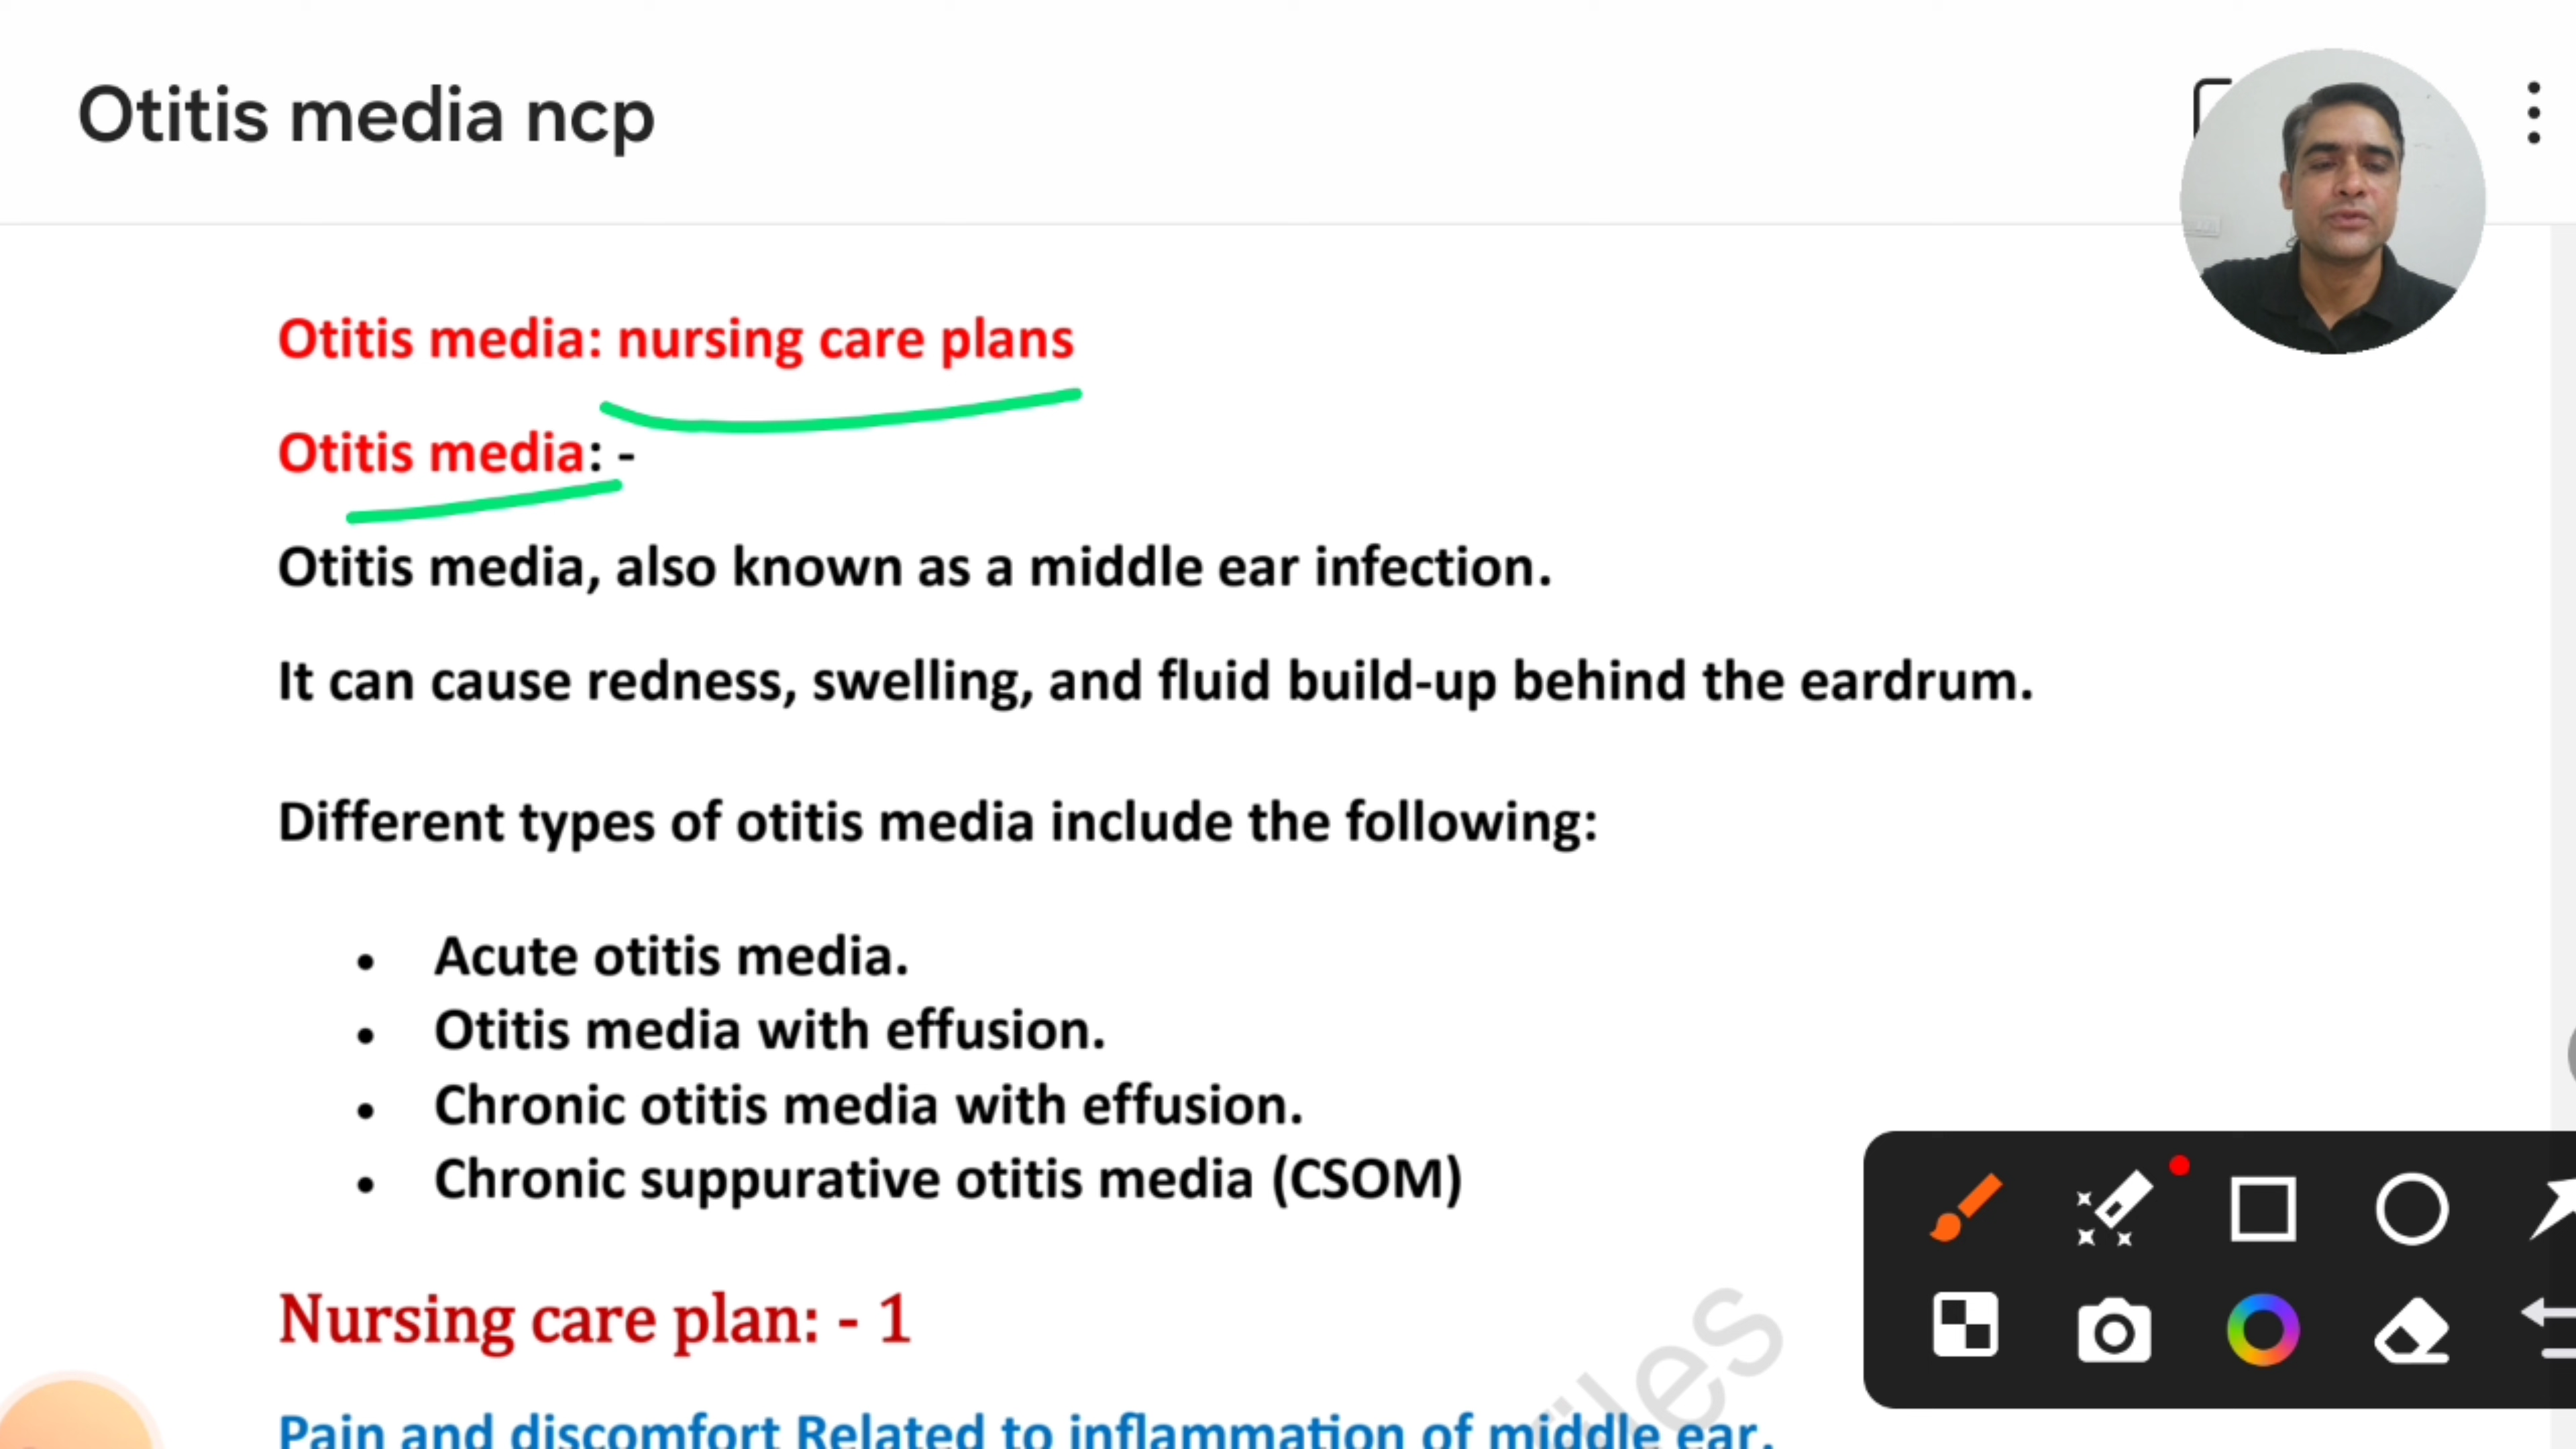 Otitis media ncp
Otitis media: nursing care plans
Otitis media: -
Otitis media, also known as a middle ear infection.
It can cause redness, swelling, and fluid build-up behind the eardrum.
Different types of otitis media include the following:
• Acute otitis media.
• Otitis media with effusion.
• Chronic otitis media with effusion.
• Chronic suppurative otitis media (CSOM)
Nursing care plan: - 1
Pain and discomfort Related to inflammation of middle ear.